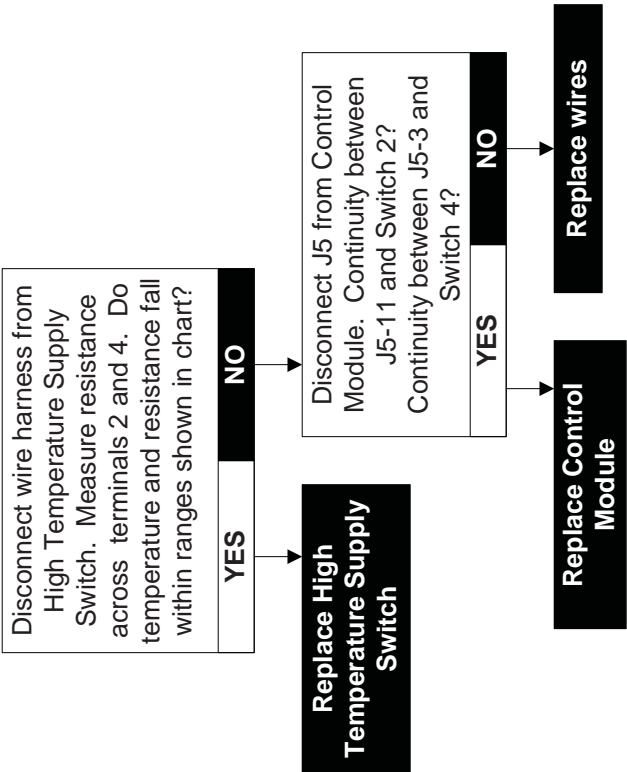 Disconnect wire harness from
High Temperature Supply
Switch. Measure resistance
across terminals 2 and 4. Do
temperature and resistance fall
within ranges shown in chart?
YES
NO
Replace High
Temperature Supply
Switch
Disconnect J5 from Control
Module. Continuity between
J5-11 and Switch 2?
Continuity between J5-3 and
Switch 4?
YES
NO
Replace Control
Module
Replace wires